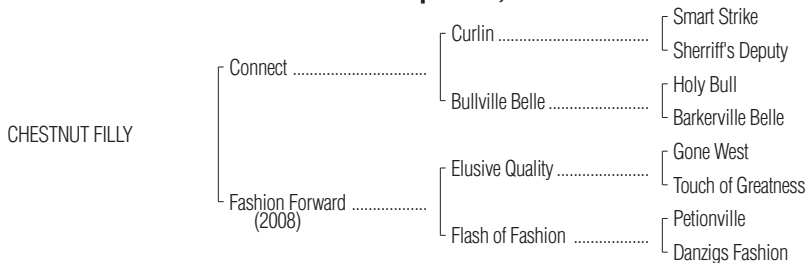 Smart Strike
Curlin ..........................................
Sherriff's Deputy
Connect .....................................
Holy Bull
Bullville Belle ............................
Barkerville Belle
CHESTNUT FILLY
Gone West
Elusive Quality .........................
Touch of Greatness
Fashion Forward ....................
(2008)
Petionville
Flash of Fashion .....................
Danzigs Fashion